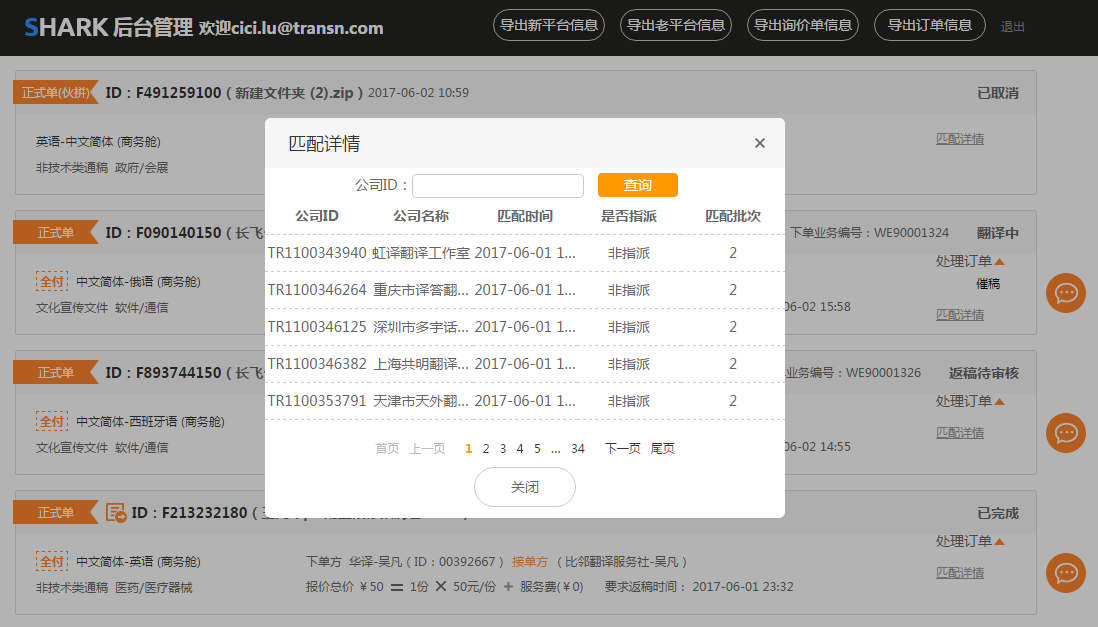 SHARK 后台管理 欢迎cici.lu@transn.com 导出新平台信息 导出老平台信息 导出询价单信息 导出订单信息 退出
正式单(伙拼) ID：F491259100 ( 新建文件夹 (2).zip ) 2017-06-02 10:59 已取消
英语-中文简体 (商务舱) 匹配详情
非技术类通稿 政府/会展
匹配详情 ×
公司ID： 查询
公司ID 公司名称 匹配时间 是否指派 匹配批次
TR1100343940 虹译翻译工作室 2017-06-01 1... 非指派 2
TR1100346264 重庆市译答翻... 2017-06-01 1... 非指派 2
TR1100346125 深圳市多宇话... 2017-06-01 1... 非指派 2
TR1100346382 上海共明翻译... 2017-06-01 1... 非指派 2
TR1100353791 天津市天外翻... 2017-06-01 1... 非指派 2
首页 上一页 1 2 3 4 5 ... 34 下一页 尾页
关闭
正式单 ID：F090140150 ( 长飞 下单业务编号：WE90001324 翻译中
处理订单
全付 中文简体-俄语 (商务舱) 催稿
文化宣传文件 软件/通信 06-02 15:58
匹配详情
正式单 ID：F893744150 ( 长飞 业务编号：WE90001326 返稿待审核
处理订单
全付 中文简体-西班牙语 (商务舱) 匹配详情
文化宣传文件 软件/通信 06-02 14:55
正式单 ID：F213232180 ( 已完成
处理订单
全付 中文简体-英语 (商务舱) 下单方 华译-吴凡 ( ID：00392667 ) 接单方 ( 比邻翻译服务社-吴凡 )
匹配详情
非技术类通稿 医药/医疗器械 报价总价 ¥ 50 = 1份 × 50元/份 + 服务费(¥ 0) 要求返稿时间： 2017-06-01 23:32